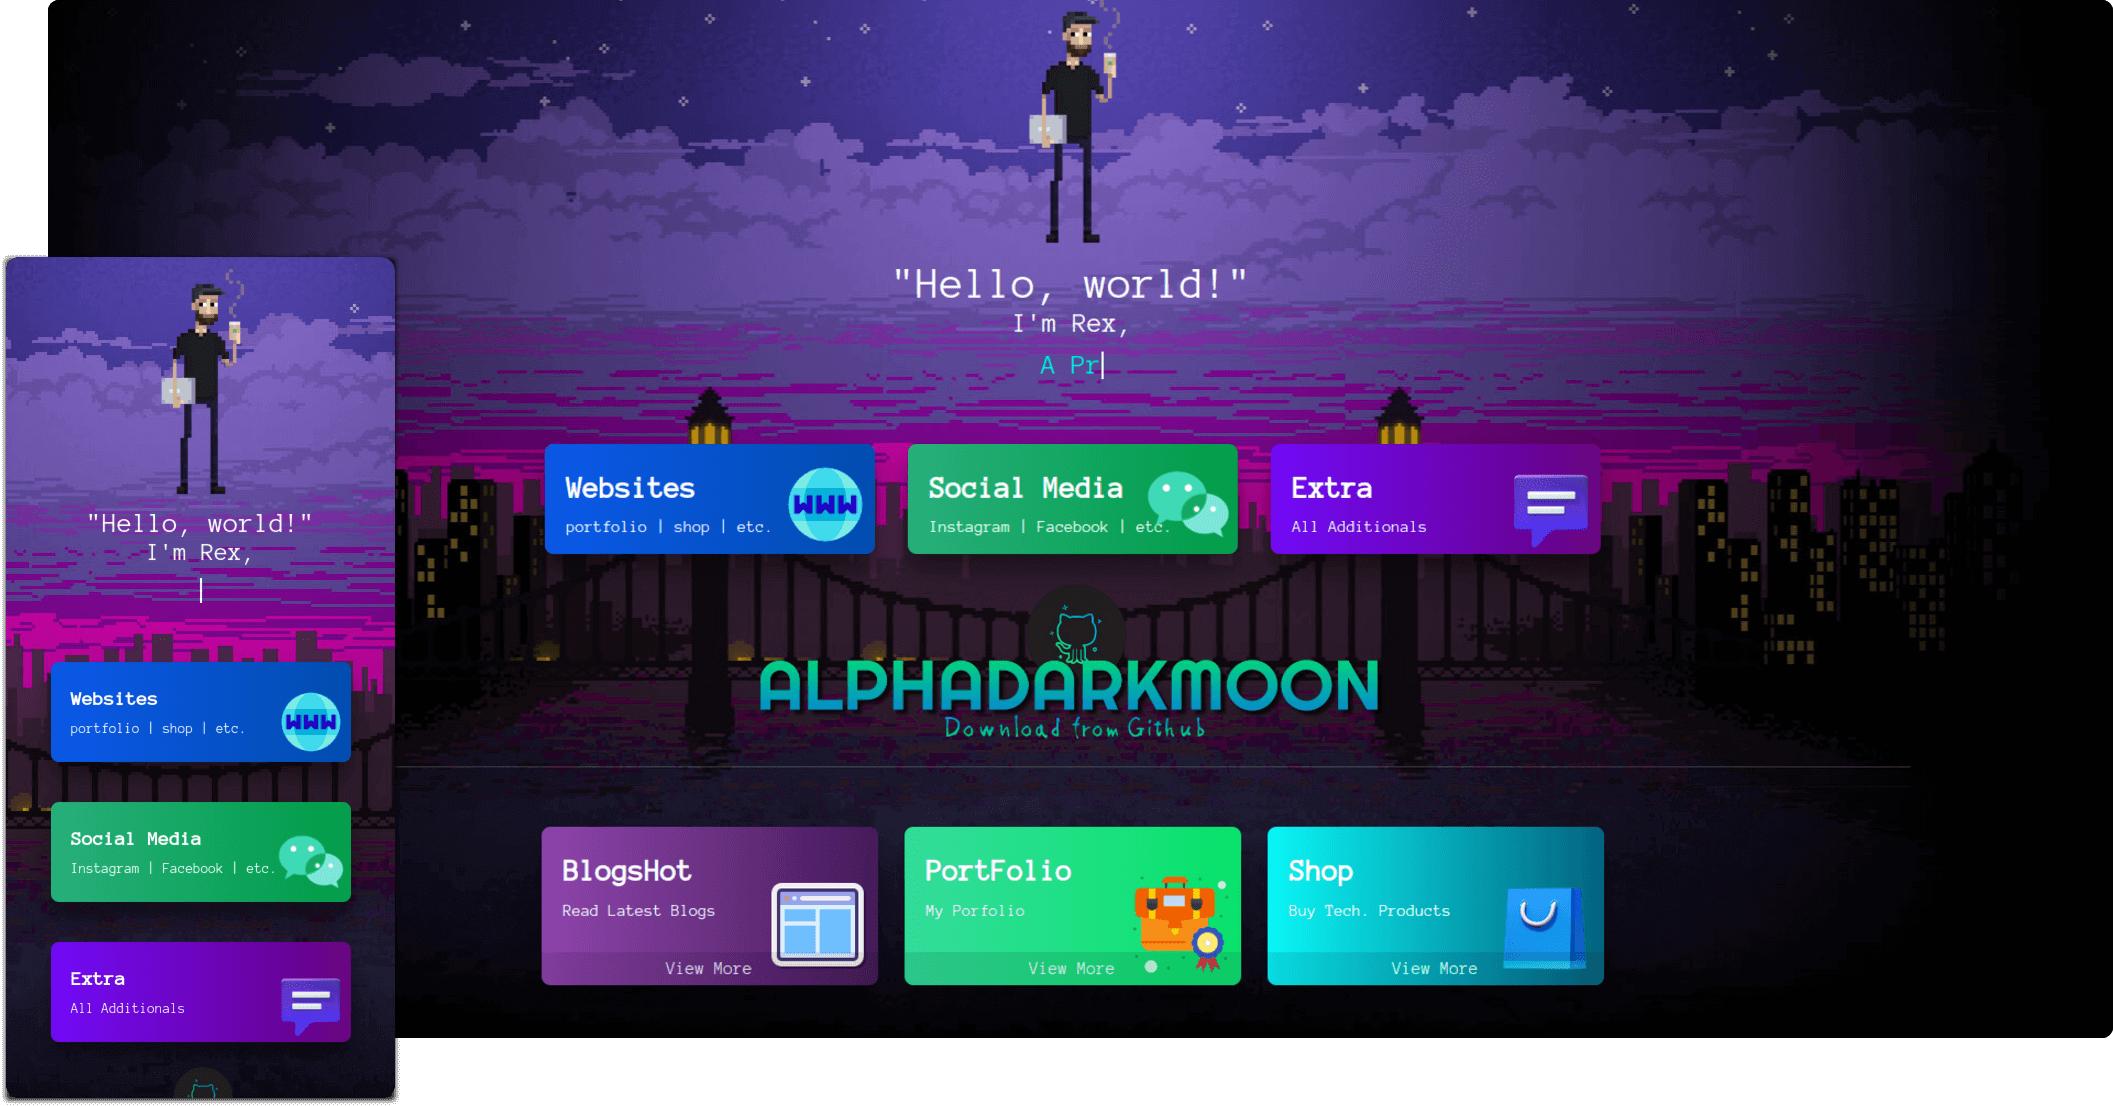 "Hello, world!"
I'm Rex,
A Pr
Websites
portfolio | shop | etc.
WWW
Social Media
Instagram | Facebook | etc.
Extra
All Additionals
ALPHADARKMOON
Download from Github
BlogsHot
Read Latest Blogs
View More
PortFolio
My Porfolio
View More
Shop
Buy Tech. Products
View More
"Hello, world!"
I'm Rex,
Websites
portfolio | shop | etc.
WWW
Social Media
Instagram | Facebook | etc.
Extra
All Additionals